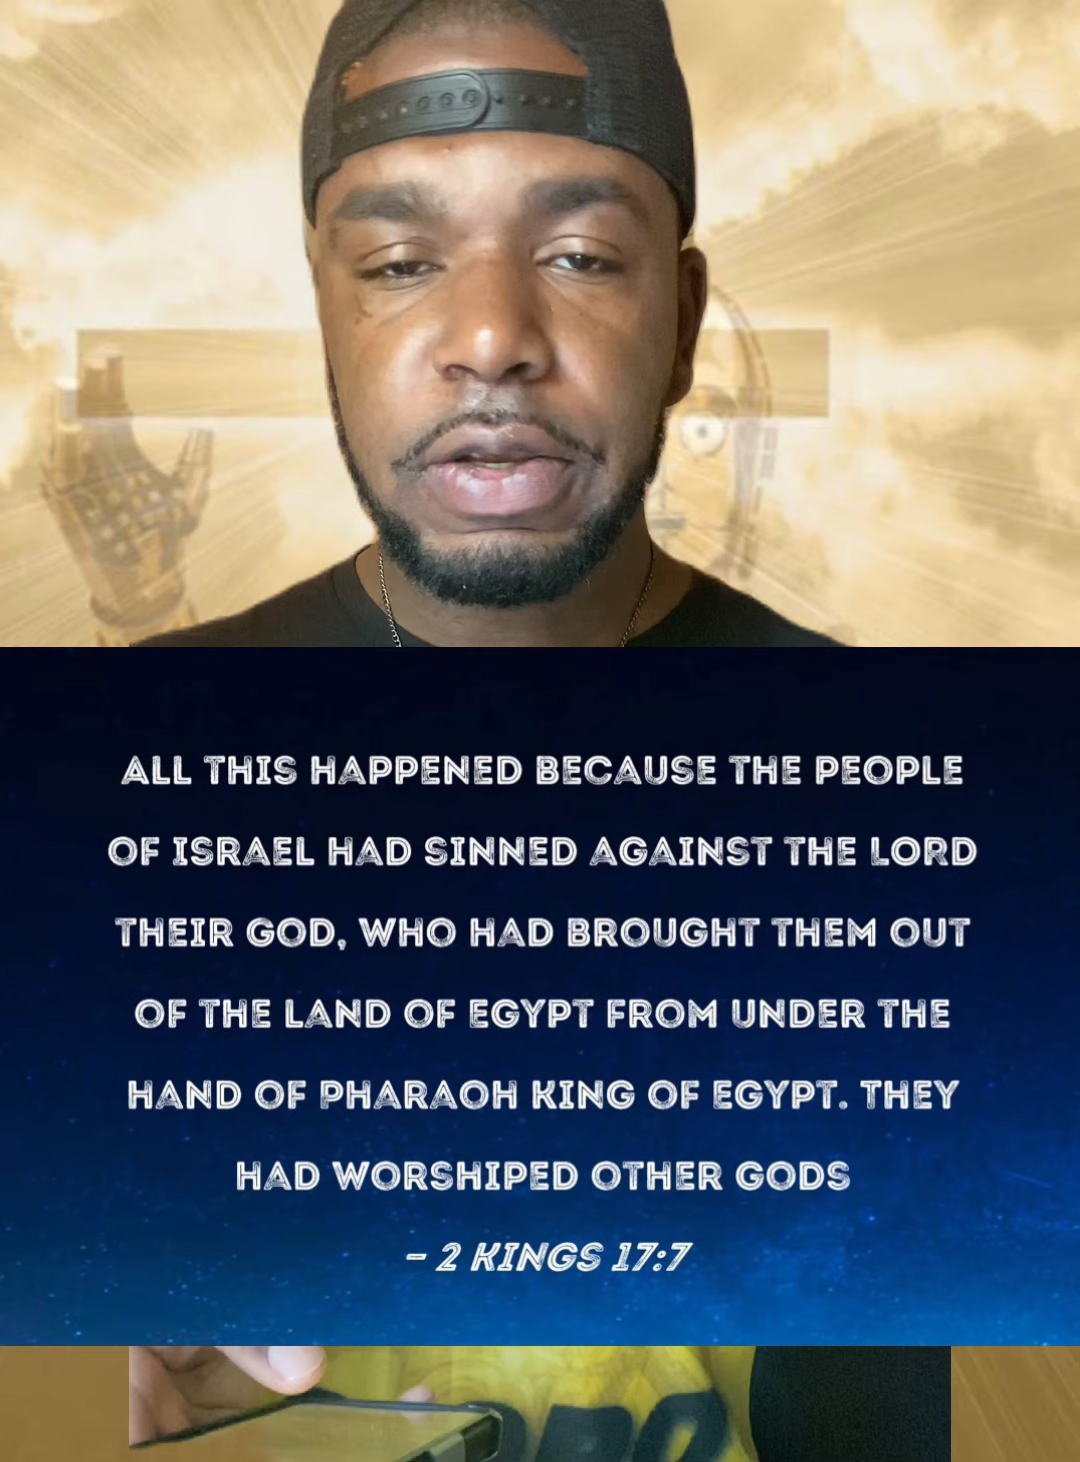 ALL THIS HAPPENED BECAUSE THE PEOPLE
OF ISRAEL HAD SINNED AGAINST THE LORD
THEIR GOD, WHO HAD BROUGHT THEM OUT
OF THE LAND OF EGYPT FROM UNDER THE
HAND OF PHARAOH KING OF EGYPT. THEY
HAD WORSHIPED OTHER GODS
– 2 KINGS 17:7